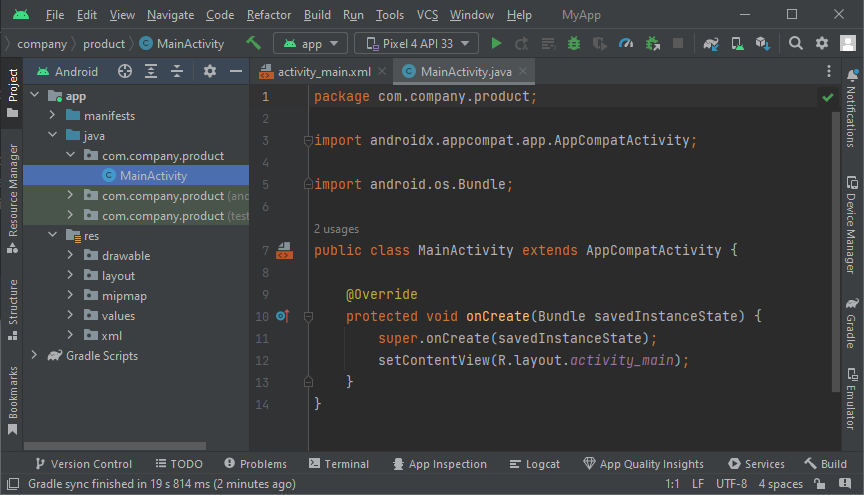 File Edit View Navigate Code Refactor Build Run Tools VCS Window Help MyApp
company product MainActivity app Pixel 4 API 33
Project
Resource Manager
Structure
Bookmarks
Android
app
manifests
java
com.company.product
MainActivity
com.company.product (and
com.company.product (test
res
drawable
layout
mipmap
values
xml
Gradle Scripts
activity_main.xml MainActivity.java
1 package com.company.product;
2
3 import androidx.appcompat.app.AppCompatActivity;
4
5 import android.os.Bundle;
6
2 usages
7 public class MainActivity extends AppCompatActivity {
8
9 @Override
10 protected void onCreate(Bundle savedInstanceState) {
11 super.onCreate(savedInstanceState);
12 setContentView(R.layout.activity_main);
13 }
14 }
Notifications
Device Manager
Gradle
Emulator
Version Control TODO Problems Terminal App Inspection Logcat App Quality Insights Services Build
Gradle sync finished in 19 s 814 ms (2 minutes ago) 1:1 LF UTF-8 4 spaces